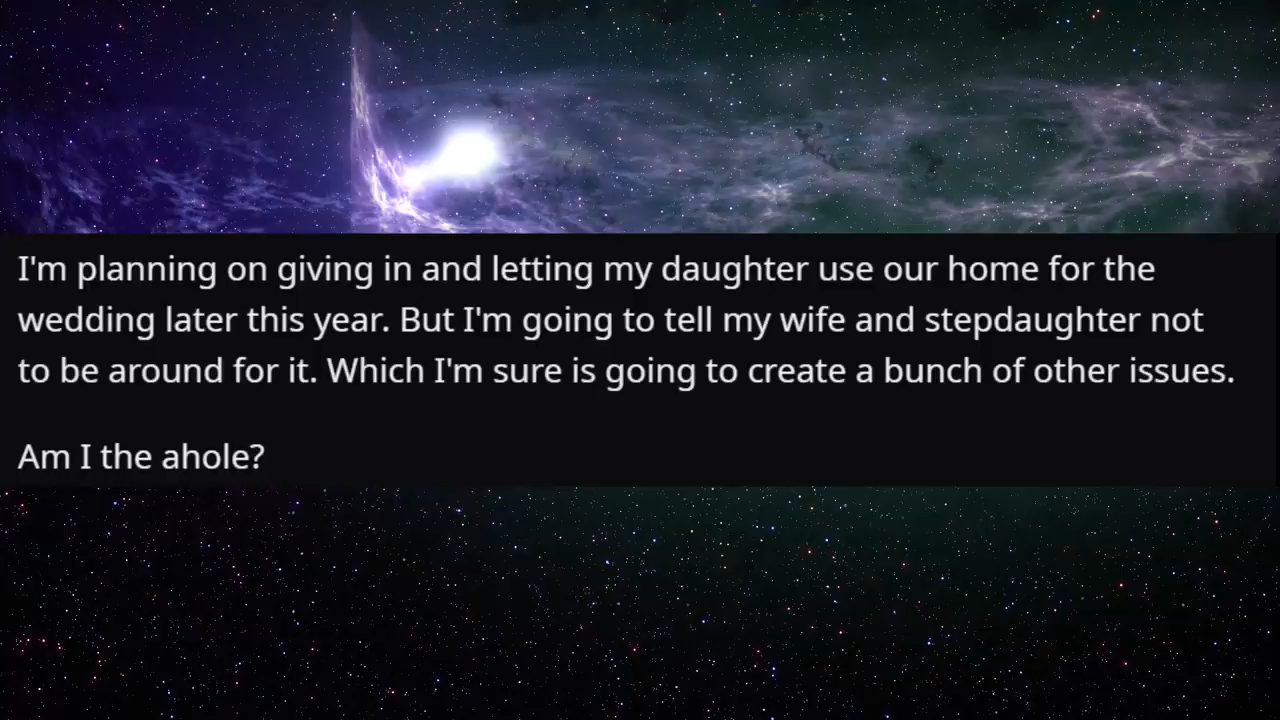 I'm planning on giving in and letting my daughter use our home for the
wedding later this year. But I'm going to tell my wife and stepdaughter not
to be around for it. Which I'm sure is going to create a bunch of other issues.
Am I the ahole?